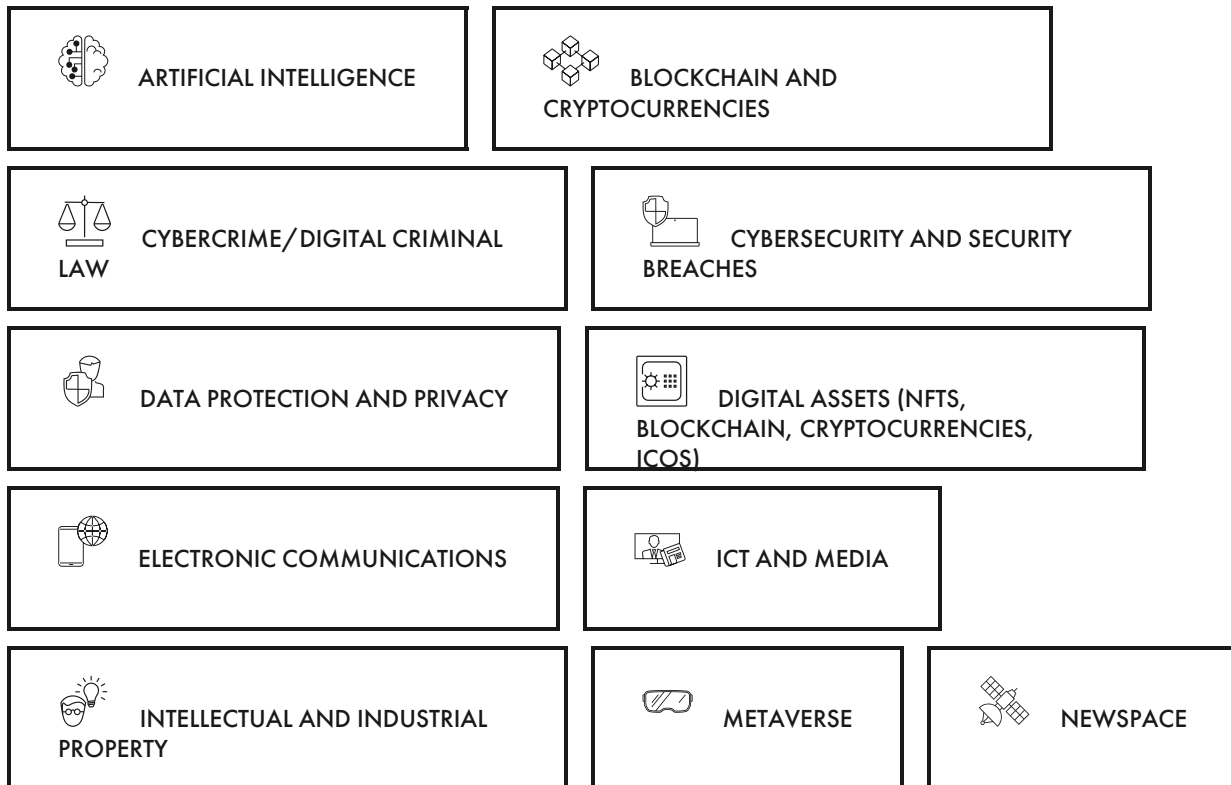 ARTIFICIAL INTELLIGENCE
BLOCKCHAIN AND
CRYPTOCURRENCIES
CYBERCRIME/DIGITAL CRIMINAL
LAW
CYBERSECURITY AND SECURITY
BREACHES
DATA PROTECTION AND PRIVACY
DIGITAL ASSETS (NFTS,
BLOCKCHAIN, CRYPTOCURRENCIES,
ICOS)
ELECTRONIC COMMUNICATIONS
ICT AND MEDIA
INTELLECTUAL AND INDUSTRIAL
PROPERTY
METAVERSE
NEWSPACE